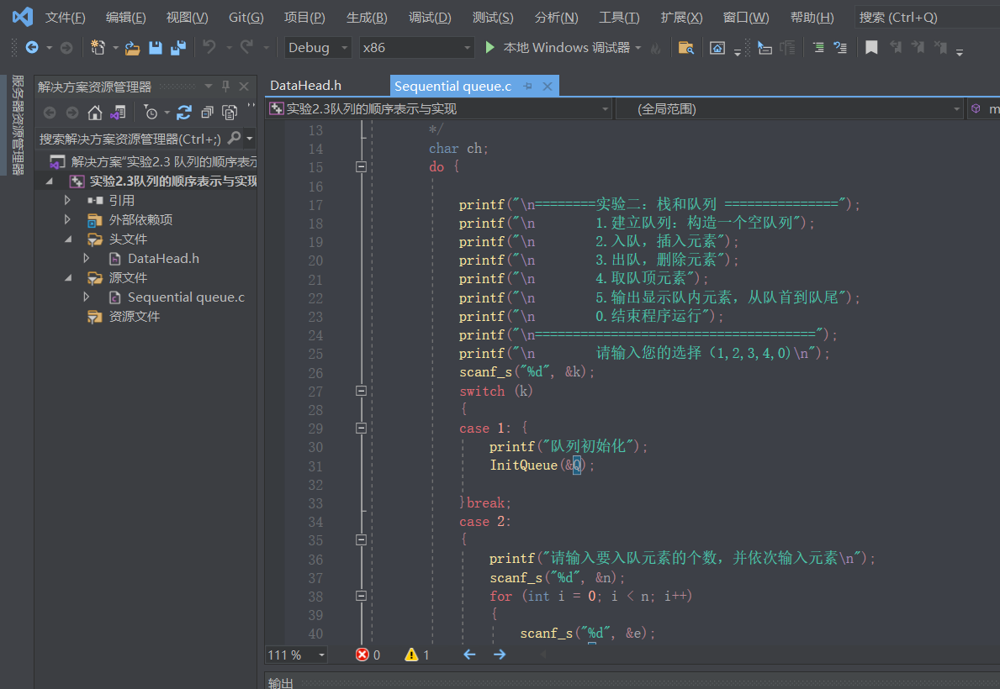 文件(F) 编辑(E) 视图(V) Git(G) 项目(P) 生成(B) 调试(D) 测试(S) 分析(N) 工具(T) 扩展(X) 窗口(W) 帮助(H) 搜索 (Ctrl+Q)
Debug x86 本地 Windows 调试器
服务器资源管理器
解决方案资源管理器
搜索解决方案资源管理器(Ctrl+;)
解决方案"实验2.3 队列的顺序表示
实验2.3队列的顺序表示与实现
引用
外部依赖项
头文件
DataHead.h
源文件
Sequential queue.c
资源文件
DataHead.h Sequential queue.c
实验2.3队列的顺序表示与实现 (全局范围) m
13 */
14 char ch;
15 do {
16
17 printf("\n========实验二：栈和队列 ===============");
18 printf("\n        1.建立队列：构造一个空队列");
19 printf("\n        2.入队，插入元素");
20 printf("\n        3.出队，删除元素");
21 printf("\n        4.取队顶元素");
22 printf("\n        5.输出显示队内元素，从队首到队尾");
23 printf("\n        0.结束程序运行");
24 printf("\n=====================================");
25 printf("\n        请输入您的选择（1,2,3,4,0)\n");
26 scanf_s("%d", &k);
27 switch (k)
28 {
29 case 1: {
30 printf("队列初始化");
31 InitQueue(&Q);
32
33 }break;
34 case 2:
35 {
36 printf("请输入要入队元素的个数，并依次输入元素\n");
37 scanf_s("%d", &n);
38 for (int i = 0; i < n; i++)
39 {
40 scanf_s("%d", &e);
111 % 0 1
输出